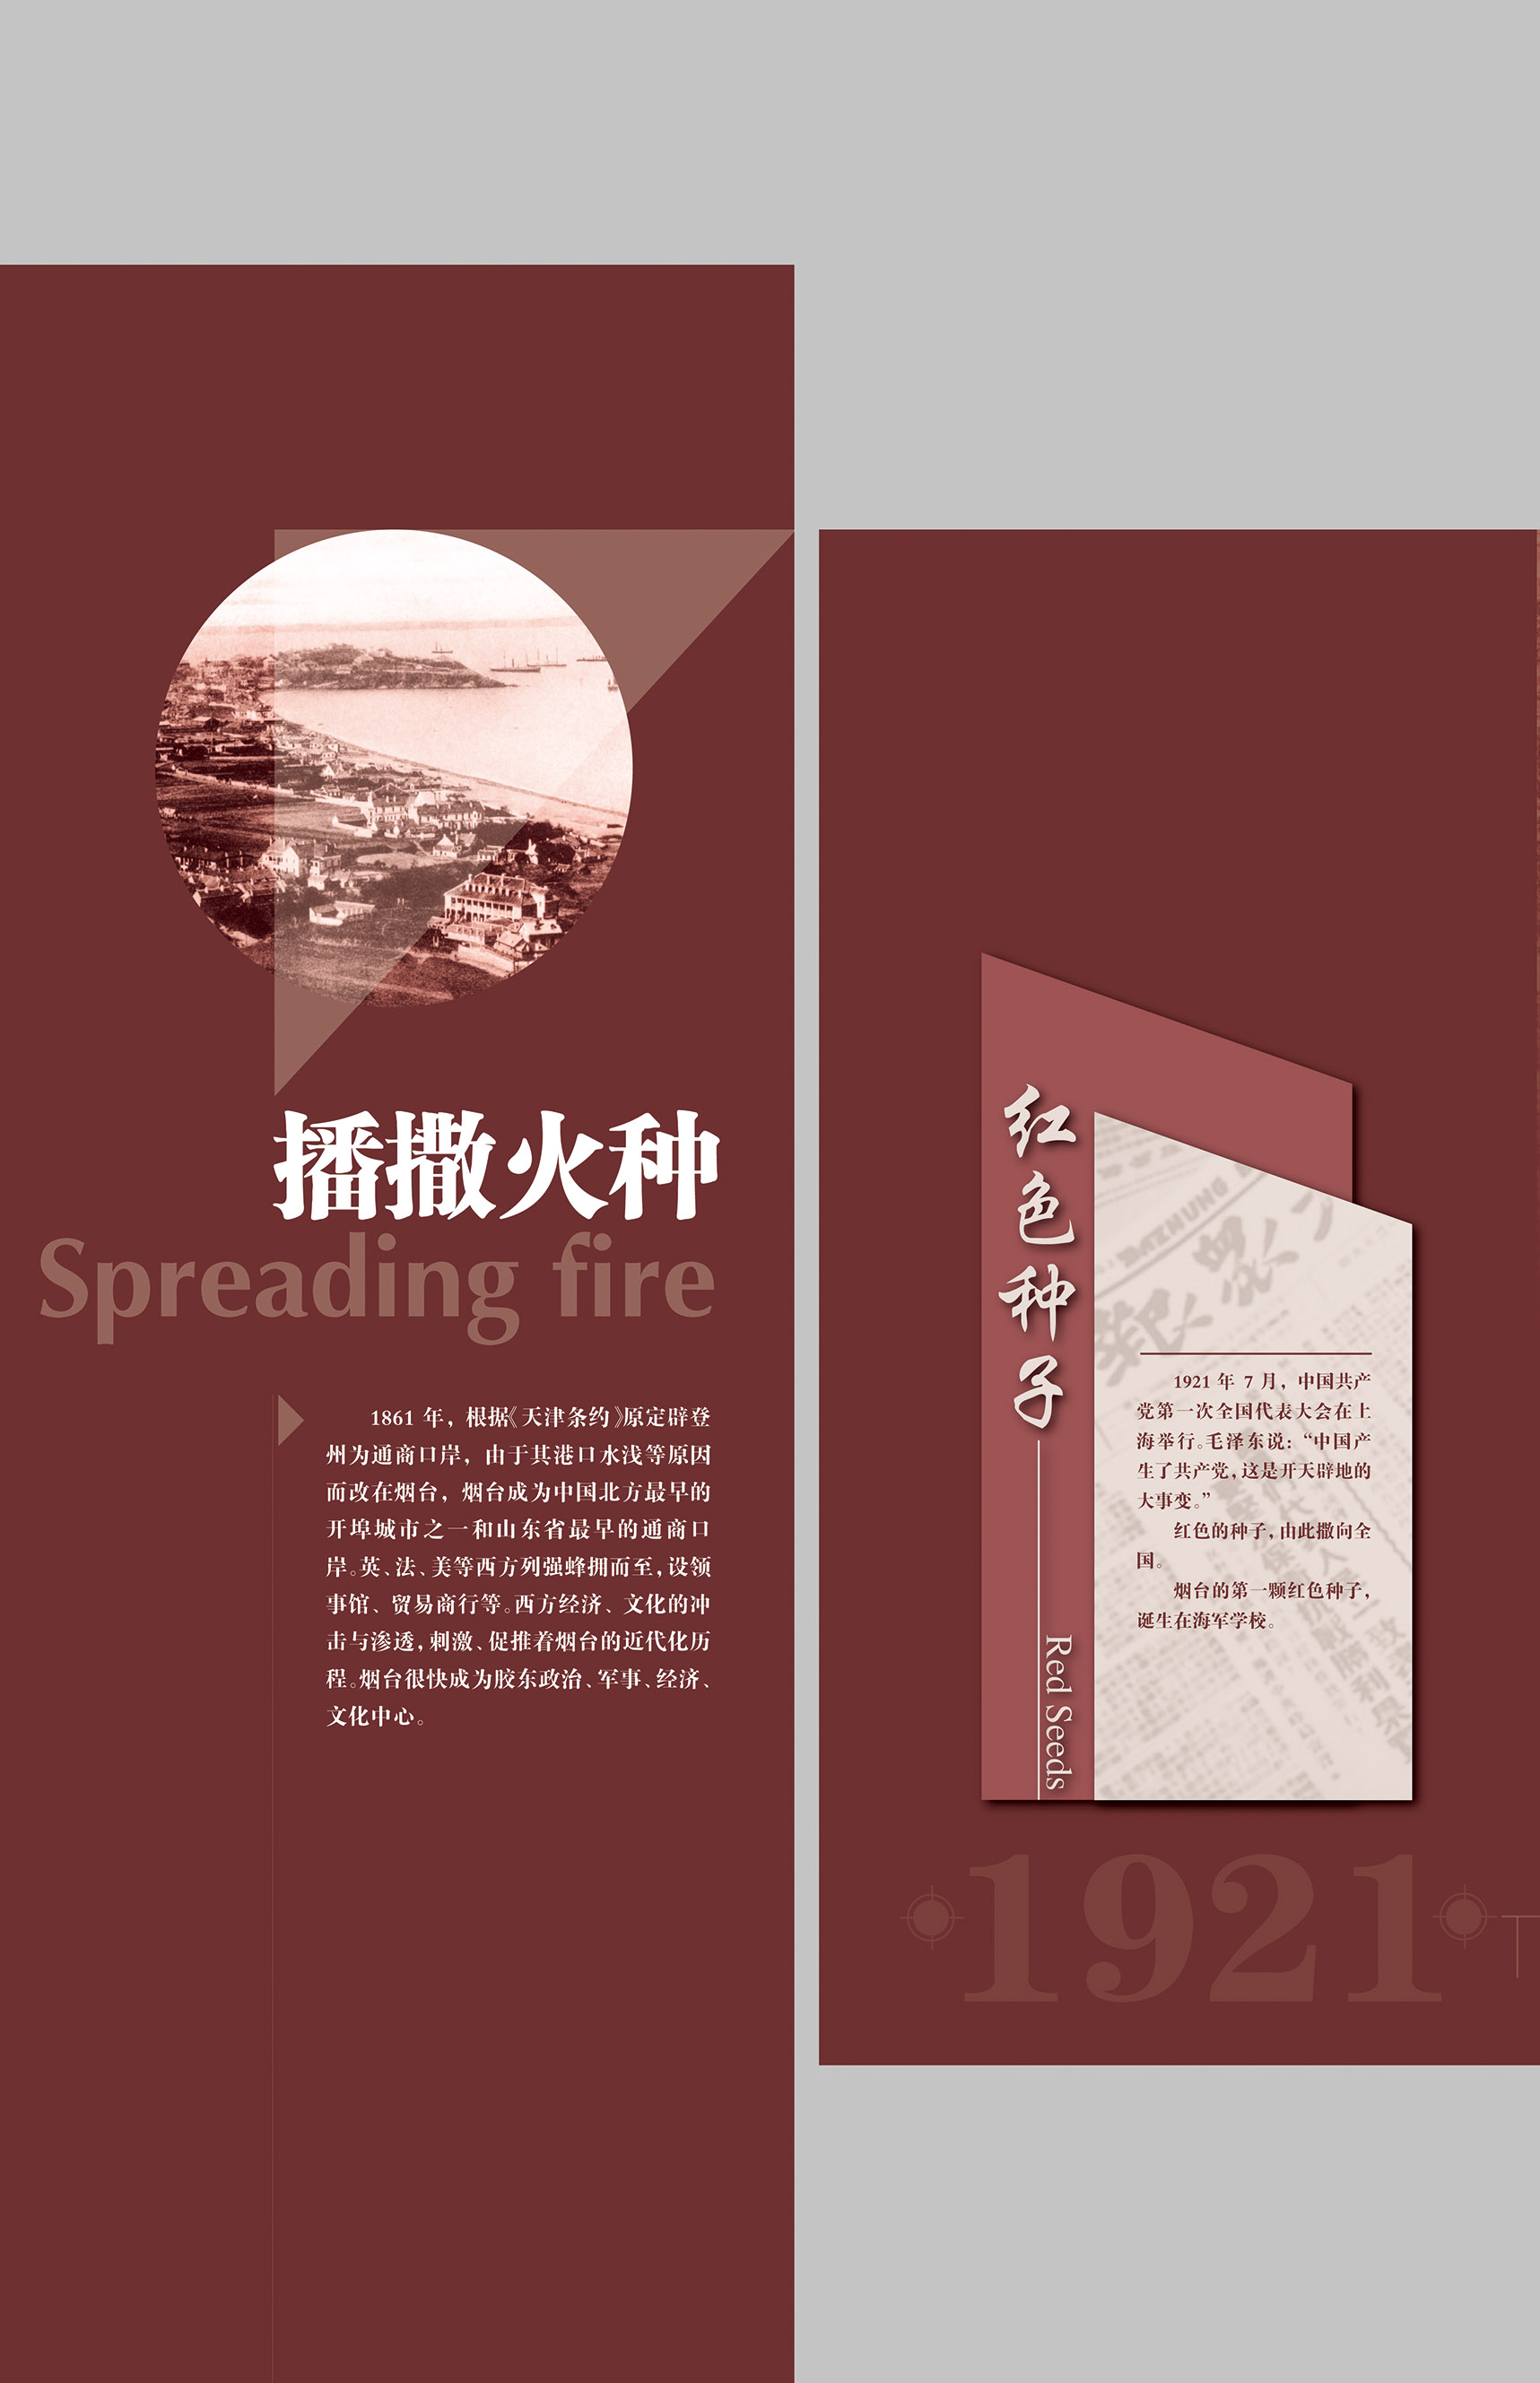 播撒火种
Spreading fire
1861 年，根据《天津条约》原定辟登
州为通商口岸，由于其港口水浅等原因
而改在烟台，烟台成为中国北方最早的
开埠城市之一和山东省最早的通商口
岸。英、法、美等西方列强蜂拥而至，设领
事馆、贸易商行等。西方经济、文化的冲
击与渗透，刺激、促推着烟台的近代化历
程。烟台很快成为胶东政治、军事、经济、
文化中心。
红色种子
Red Seeds
1921 年 7 月，中国共产
党第一次全国代表大会在上
海举行。毛泽东说：“中国产
生了共产党，这是开天辟地的
大事变。”
红色的种子，由此撒向全
国。
烟台的第一颗红色种子，
诞生在海军学校。
1921